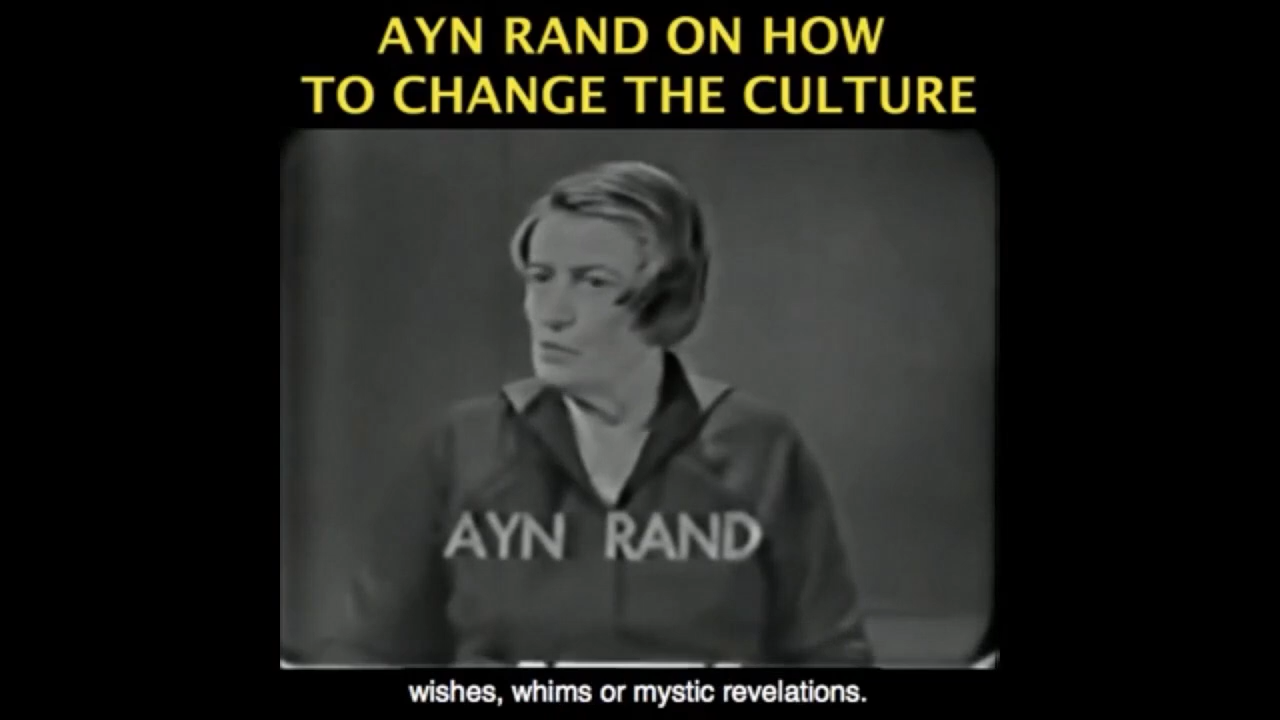 AYN RAND ON HOW
TO CHANGE THE CULTURE
AYN RAND
wishes, whims or mystic revelations.